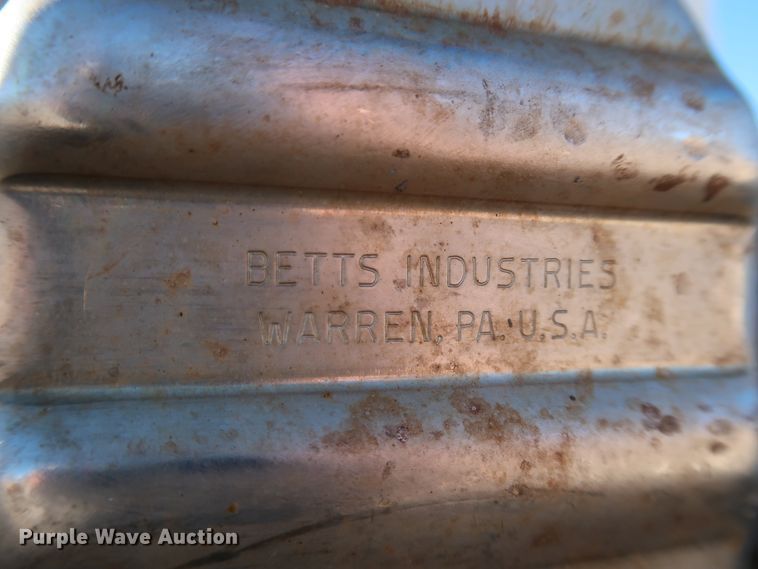 BETTS INDUSTRIES
WARREN, PA. U.S.A.
Purple Wave Auction